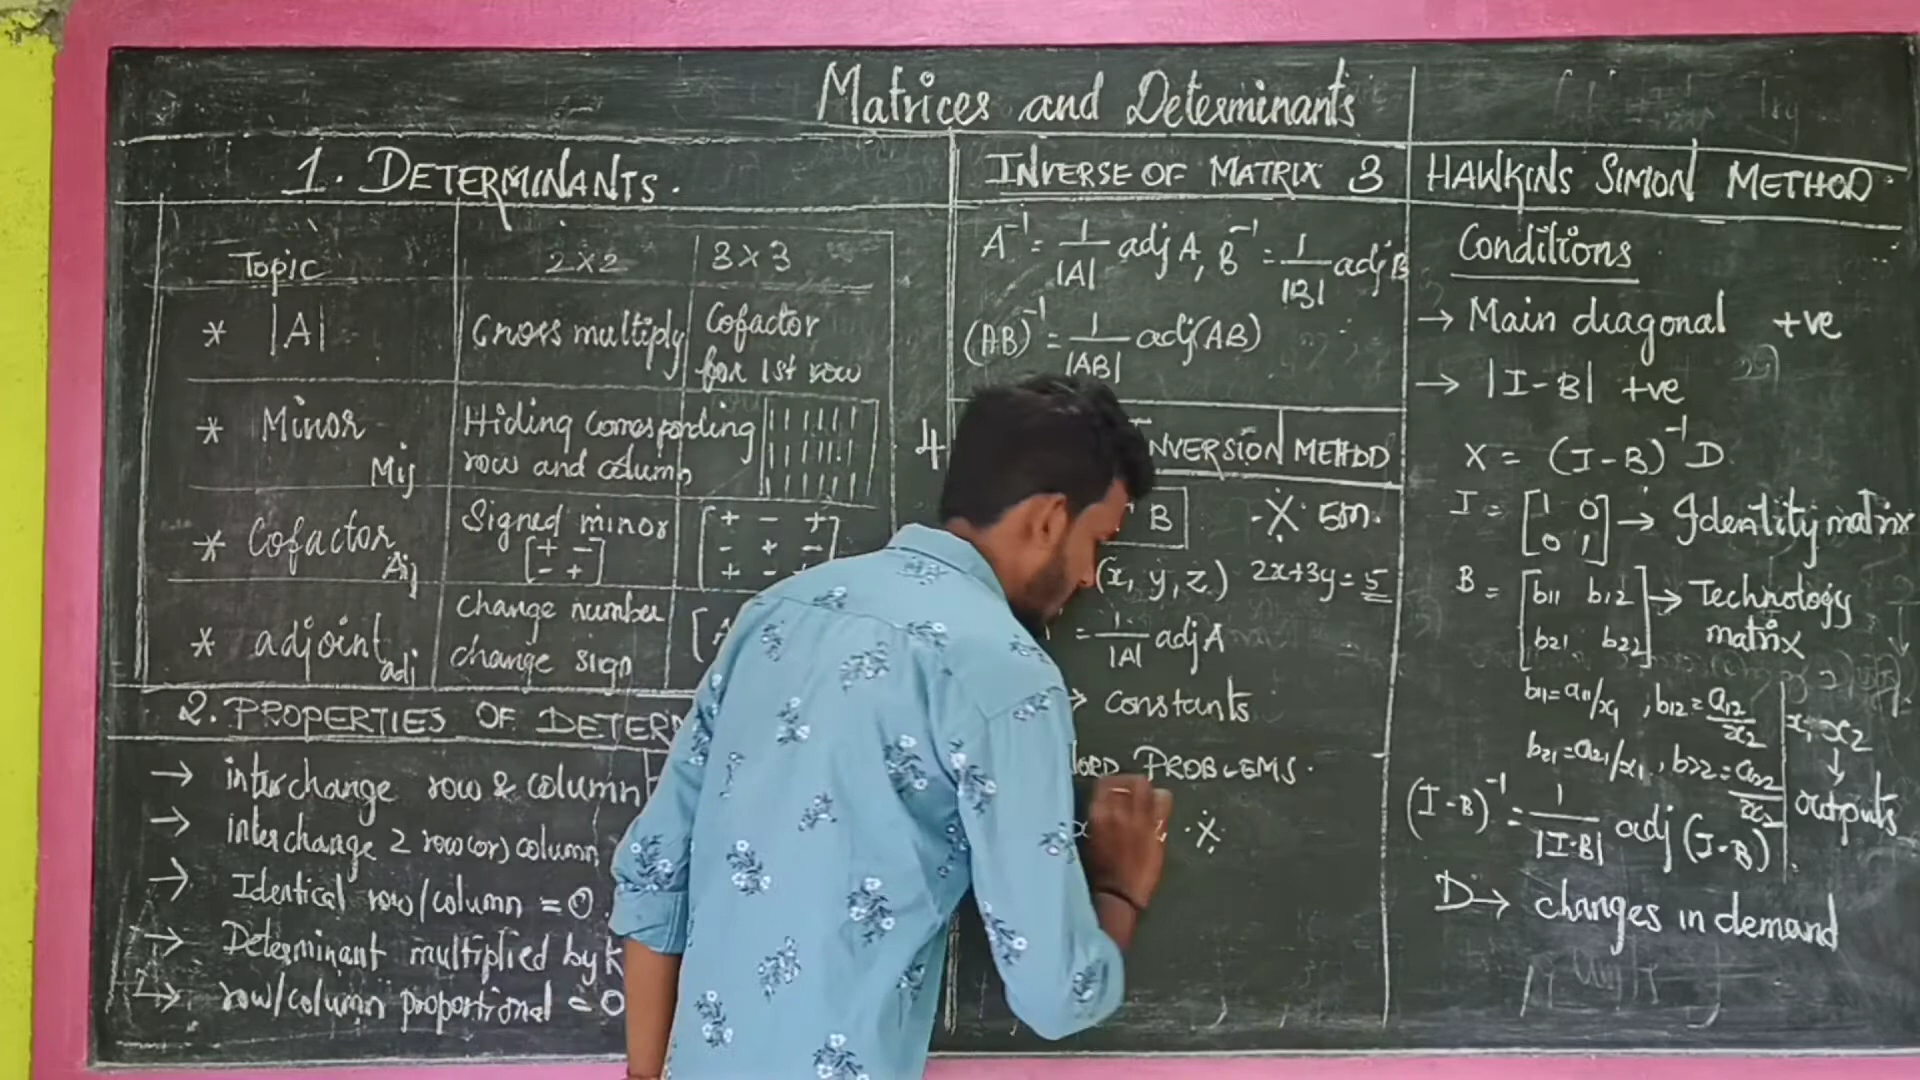 Matrices and Determinants
1. DETERMINANTS.
Topic 2x2 3x3
* |A| Cross multiply Cofactor
for 1st row
* Minor Hiding corresponding
Mij row and column
* Cofactor Signed minor [+ - +]
Aij [+ -] - + -
- + + - +
* adjoint change number
adj change sign
2. PROPERTIES OF DETER
→ interchange row & column
→ interchange 2 row(or) column
→ Identical row/column = 0.
→ Determinant multiplied by K
→ row/column proportional = 0
INVERSE OF MATRIX 3
A⁻¹ = 1/|A| adj A, B⁻¹ = 1/|B| adj B
(AB)⁻¹ = 1/|AB| adj(AB)
4 NVERSION METHOD
B 5m.
(x, y, z) 2x+3y=5
= 1/|A| adj A
→ constants
ORD PROBLEMS.
HAWKINS SIMON METHOD.
Conditions
→ Main diagonal +ve
→ |I-B| +ve
X = (I-B)⁻¹ D
I = [1 0
0 1] → Identity matrix
B = [b11 b12
b21 b22] → Technology
matrix
b11=a11/x1, b12=a12/x2
b21=a21/x1, b22=a22/x2
x1, x2
↓
outputs
(I-B)⁻¹ = 1/|I-B| adj (I-B)
D → changes in demand